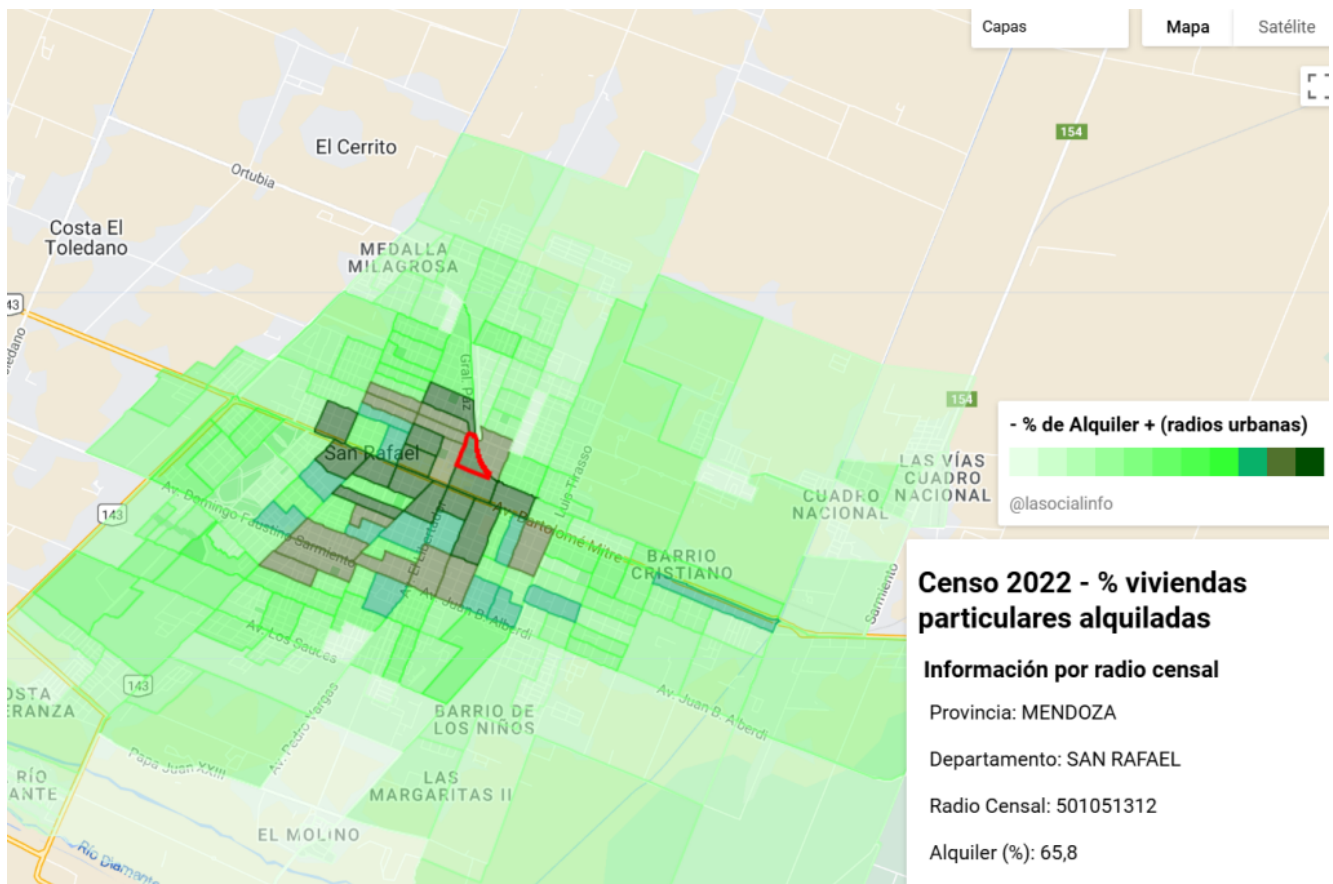 Capas
Mapa
Satélite
154
El Cerrito
Ortubia
Costa El
Toledano
MEDALLA
MILAGROSA
43
Gral. Paz
154
- % de Alquiler + (radios urbanas)
@lasocialinfo
San Rafael
Luis Tirasso
LAS VÍAS
CUADRO
NACIONAL
CUADRO
NACIONAL
143
Av. Domingo Faustino Sarmiento
Av. El Libertador
Av. Bartolomé Mitre
BARRIO
CRISTIANO
Sarmiento
Av. Juan B. Alberdi
Av. Los Sauces
143
Av. Pedro Vargas
Av. Juan B. Alberdi
BARRIO DE
LOS NIÑOS
Papa Juan XXIII
LAS
MARGARITAS II
EL MOLINO
Río Diamante
Censo 2022 - % viviendas
particulares alquiladas
Información por radio censal
Provincia: MENDOZA
Departamento: SAN RAFAEL
Radio Censal: 501051312
Alquiler (%): 65,8